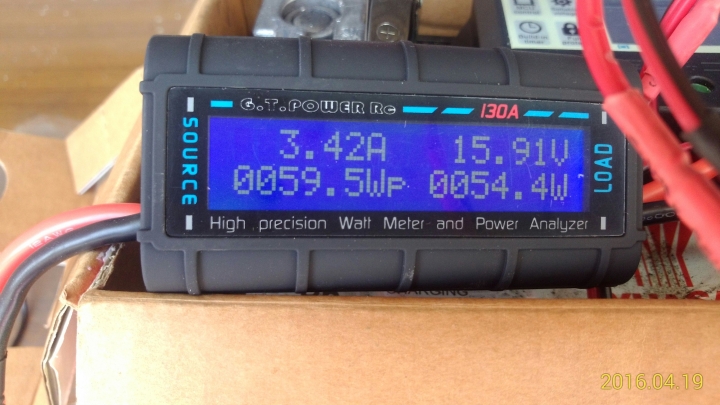 G.T.POWER RC 130A
SOURCE
3.42A 15.91V
0059.5Wp 0054.4W
LOAD
High precision Watt Meter and Power Analyzer
CHARGING
2016.04.19